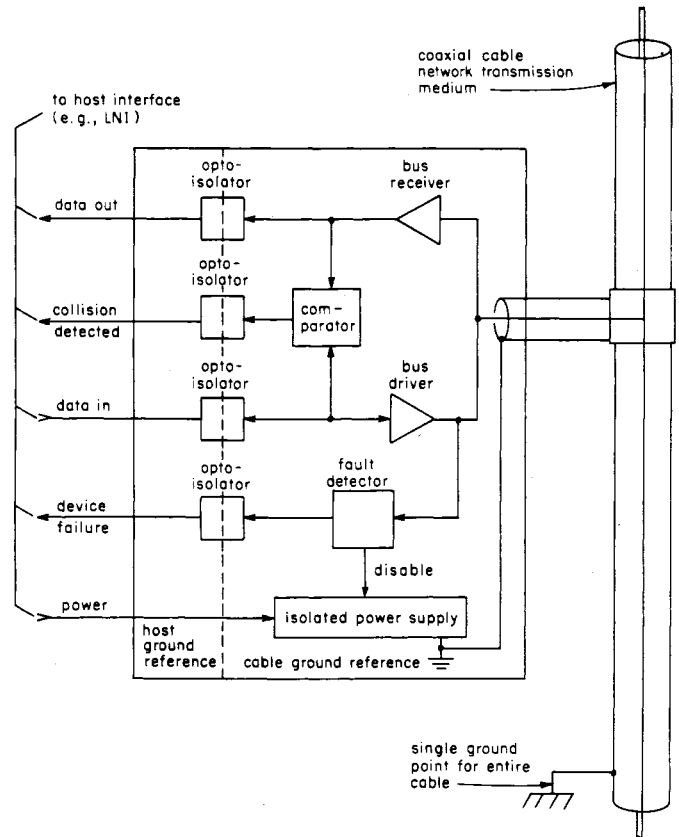 coaxial cable
network transmission
medium
to host interface
(e.g., LNI)
opto-
isolator
bus
receiver
data out
opto-
isolator
collision
detected
com-
parator
opto-
isolator
bus
driver
data in
opto-
isolator
fault
detector
device
failure
disable
power
isolated power supply
host
ground
reference
cable ground reference
single ground
point for entire
cable